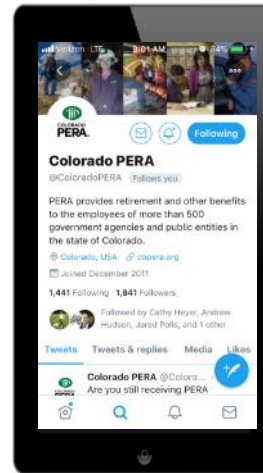 Verizon LTE 9:01 AM 84%
COLORADO
PERA
Following
Colorado PERA
@ColoradoPERA Follows you
PERA provides retirement and other benefits
to the employees of more than 500
government agencies and public entities in
the state of Colorado.
Colorado, USA copera.org
Joined December 2011
1,441 Following 1,841 Followers
Followed by Cathy Heyer, Andrew
Hudson, Jared Polis, and 1 other
Tweets Tweets & replies Media Likes
Colorado PERA @Colora...
Are you still receiving PERA